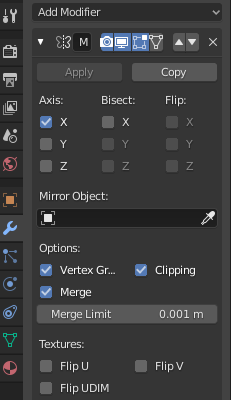 Add Modifier
M
Apply Copy
Axis: Bisect: Flip:
X X X
Y Y Y
Z Z Z
Mirror Object:
Options:
Vertex Gr... Clipping
Merge
Merge Limit 0.001 m
Textures:
Flip U Flip V
Flip UDIM